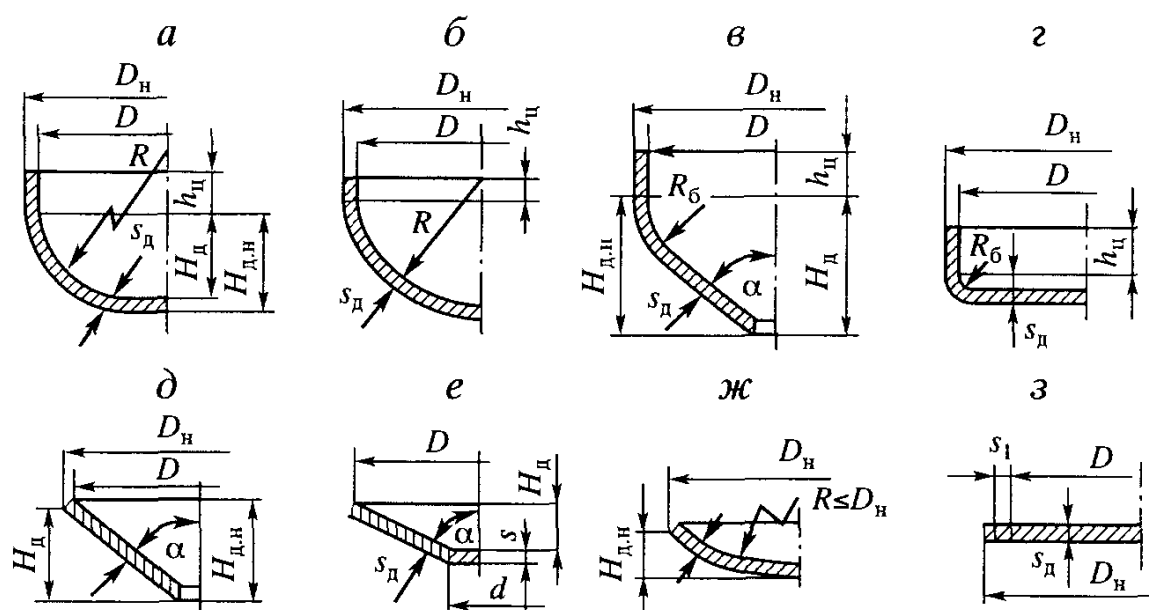 а б в г
D_н D_н D_н D_н
D D D D
R R R_б R_б
h_ц h_ц h_ц h_ц
s_д s_д s_д s_д
H_д H_д.н H_д.н α H_д
д е ж з
D_н D D_н s_1 D
D H_д R≤D_н
H_д α H_д.н s_д α s H_д.н s_д
d D_н